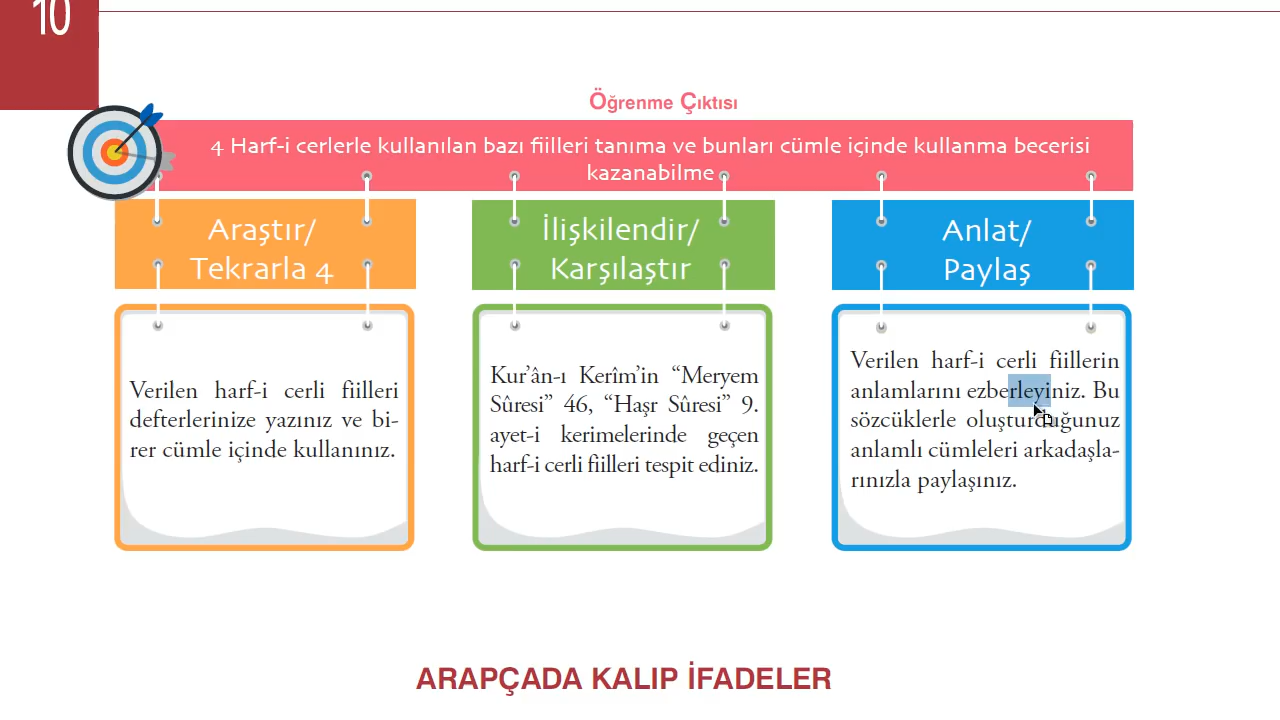 10
Öğrenme Çıktısı
4 Harf-i cerlerle kullanılan bazı fiilleri tanıma ve bunları cümle içinde kullanma becerisi
kazanabilme
Araştır/
Tekrarla 4
Verilen harf-i cerli fiilleri
defterlerinize yazınız ve bi-
rer cümle içinde kullanınız.
İlişkilendir/
Karşılaştır
Kur’ân-ı Kerîm’in “Meryem
Sûresi” 46, “Haşr Sûresi” 9.
ayet-i kerimelerinde geçen
harf-i cerli fiilleri tespit ediniz.
Anlat/
Paylaş
Verilen harf-i cerli fiillerin
anlamlarını ezberleyiniz. Bu
sözcüklerle oluşturduğunuz
anlamlı cümleleri arkadaşla-
rınızla paylaşınız.
ARAPÇADA KALIP İFADELER